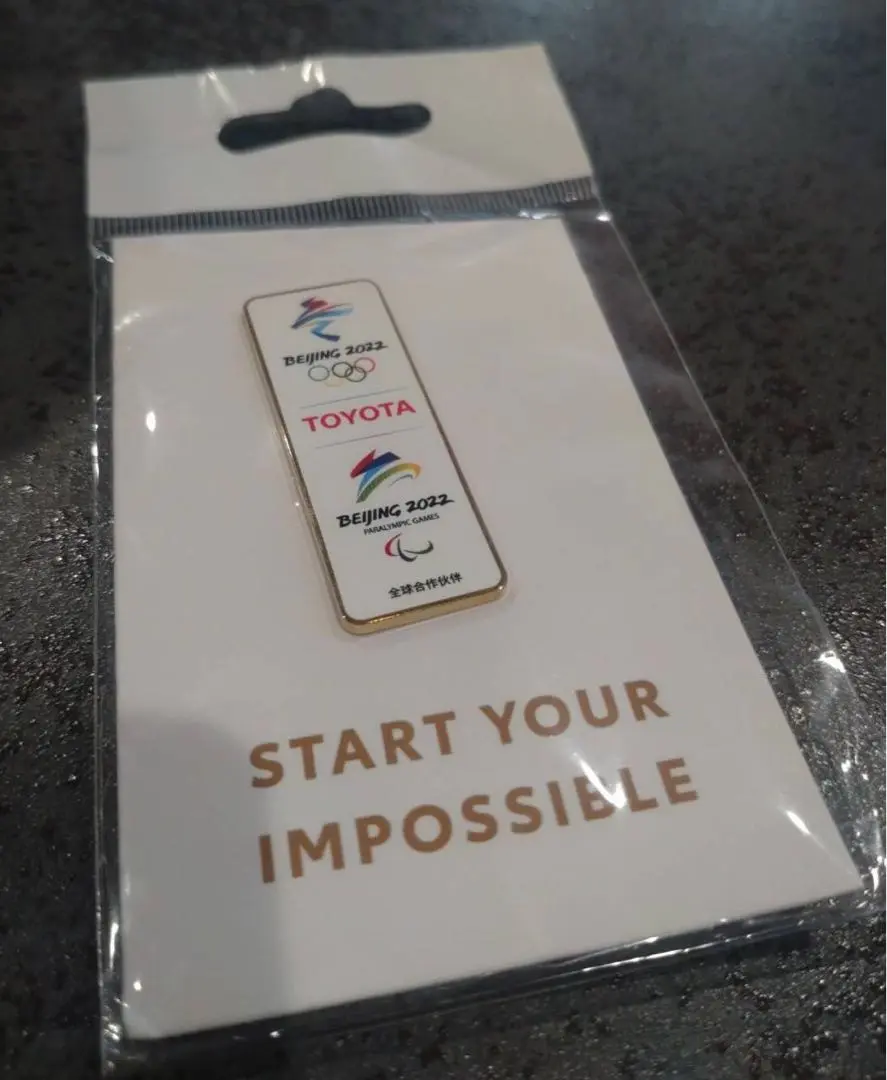 BEIJING 2022
TOYOTA
BEIJING 2022
PARALYMPIC GAMES
全球合作伙伴
START YOUR
IMPOSSIBLE